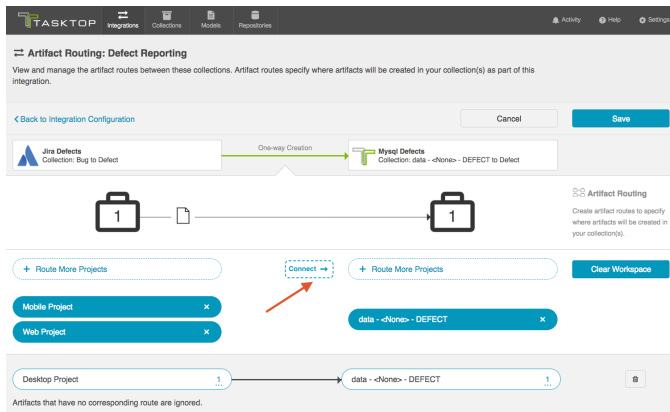 TASKTOP
Integrations
Collections
Models
Repositories
Activity
Help
Settings
Artifact Routing: Defect Reporting
View and manage the artifact routes between these collections. Artifact routes specify where artifacts will be created in your collection(s) as part of this
integration.
Back to Integration Configuration
Cancel
Save
Jira Defects
Collection: Bug to Defect
One-way Creation
Mysql Defects
Collection: data - <None> - DEFECT to Defect
1
1
Artifact Routing
Create artifact routes to specify
where artifacts will be created in
your collection(s).
+ Route More Projects
Connect →
+ Route More Projects
Clear Workspace
Mobile Project ×
Web Project ×
data - <None> - DEFECT ×
Desktop Project 1
data - <None> - DEFECT 1
Artifacts that have no corresponding route are ignored.